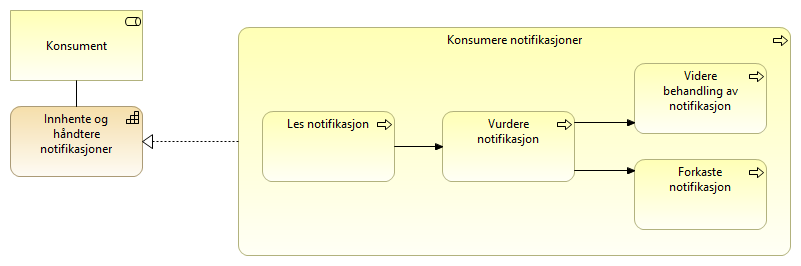 Konsument
Innhente og
håndtere
notifikasjoner
Konsumere notifikasjoner
Les notifikasjon
Vurdere
notifikasjon
Videre
behandling av
notifikasjon
Forkaste
notifikasjon